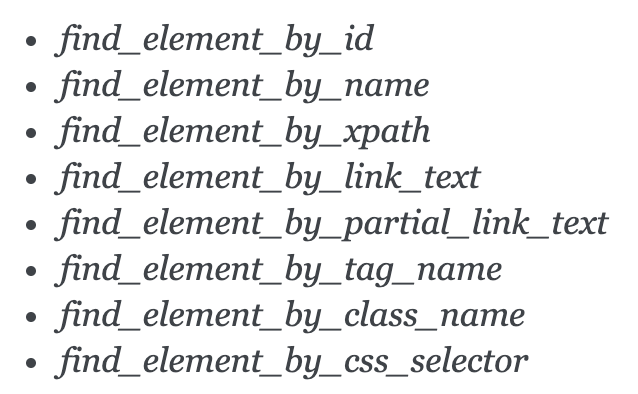 find_element_by_id
find_element_by_name
find_element_by_xpath
find_element_by_link_text
find_element_by_partial_link_text
find_element_by_tag_name
find_element_by_class_name
find_element_by_css_selector